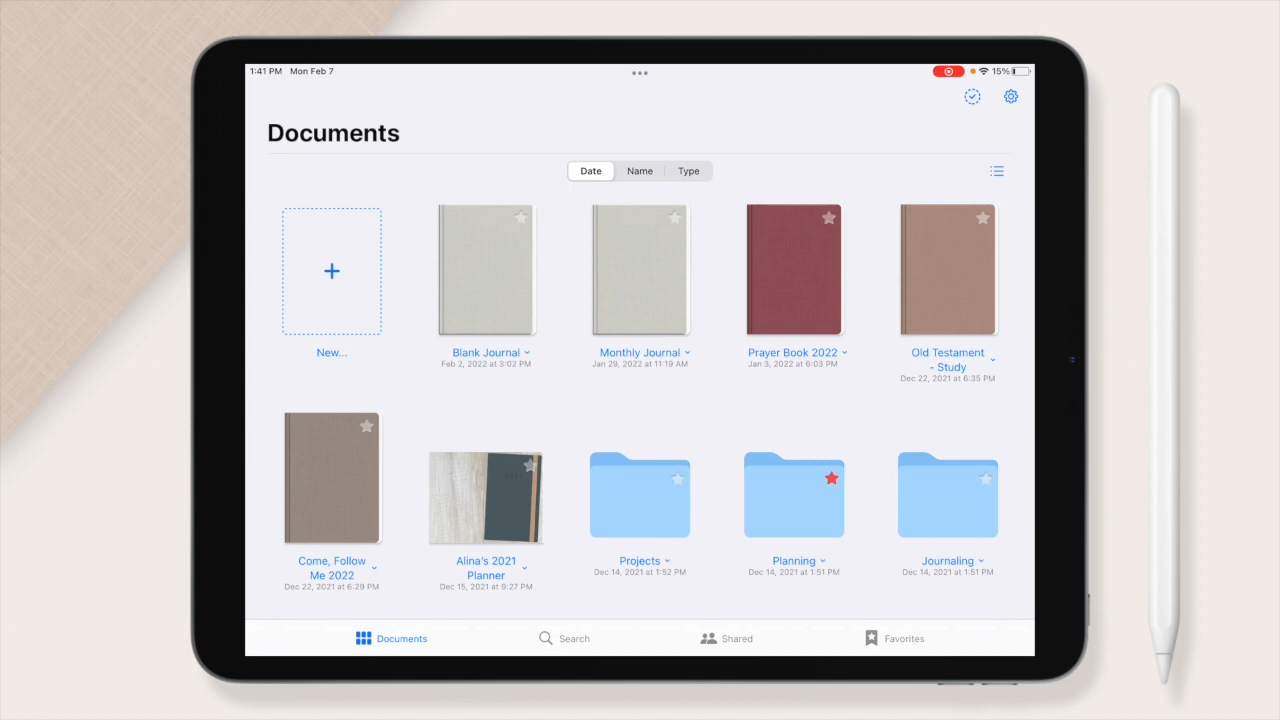 1:41 PM Mon Feb 7
15%
Documents
Date Name Type
New...
Blank Journal
Feb 2, 2022 at 3:02 PM
Monthly Journal
Jan 29, 2022 at 11:19 AM
Prayer Book 2022
Jan 3, 2022 at 6:03 PM
Old Testament
- Study
Dec 22, 2021 at 6:35 PM
Come, Follow
Me 2022
Dec 22, 2021 at 6:29 PM
Alina's 2021
Planner
Dec 15, 2021 at 9:27 PM
Projects
Dec 14, 2021 at 1:52 PM
Planning
Dec 14, 2021 at 1:51 PM
Journaling
Dec 14, 2021 at 1:51 PM
Documents Search Shared Favorites